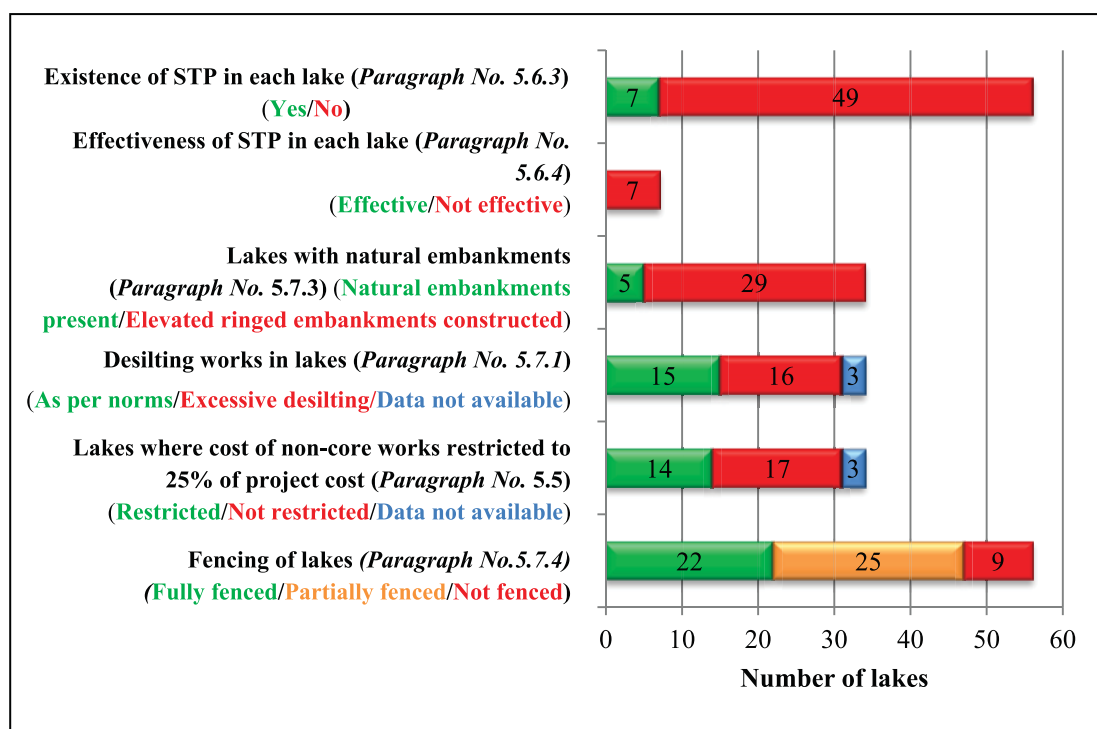 Existence of STP in each lake (Paragraph No. 5.6.3)
(Yes/No)
7 49
Effectiveness of STP in each lake (Paragraph No.
5.6.4)
(Effective/Not effective)
7
Lakes with natural embankments
(Paragraph No. 5.7.3) (Natural embankments
present/Elevated ringed embankments constructed)
5 29
Desilting works in lakes (Paragraph No. 5.7.1)
(As per norms/Excessive desilting/Data not available)
15 16 3
Lakes where cost of non-core works restricted to
25% of project cost (Paragraph No. 5.5)
(Restricted/Not restricted/Data not available)
14 17 3
Fencing of lakes (Paragraph No.5.7.4)
(Fully fenced/Partially fenced/Not fenced)
22 25 9
0 10 20 30 40 50 60
Number of lakes